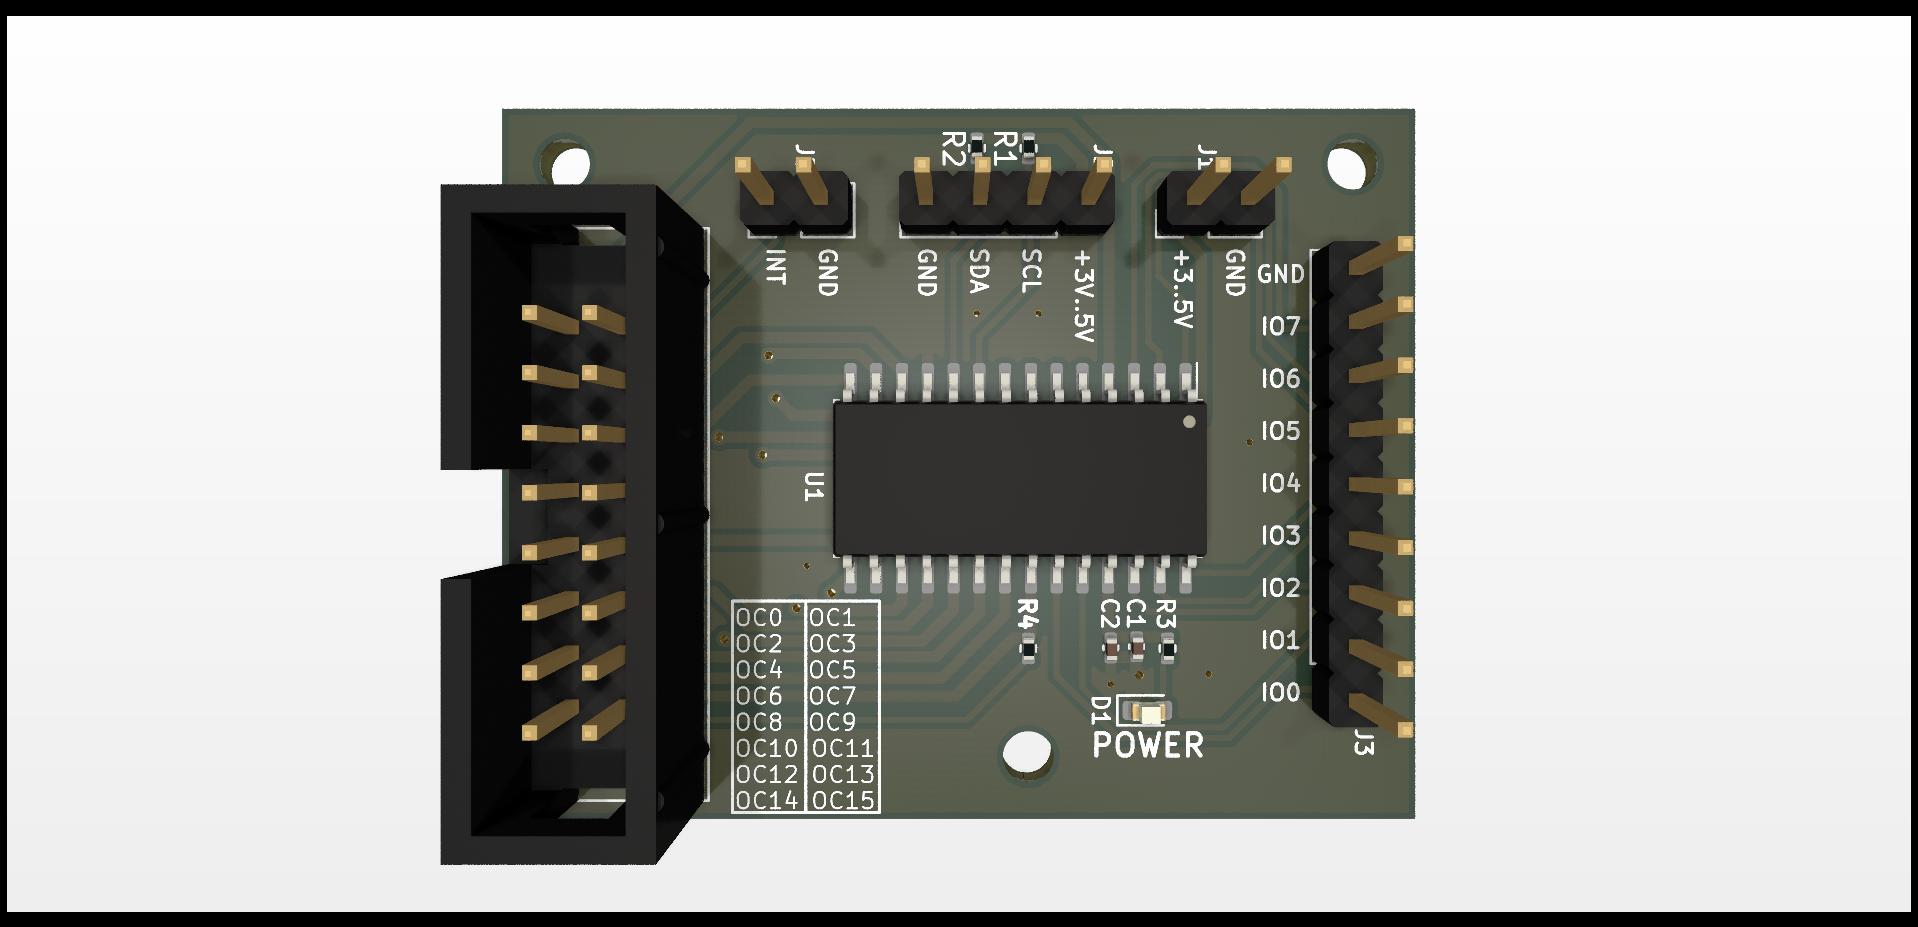 R2
R1
J
J
J1
INT
GND
GND
SDA
SCL
+3V..5V
+3..5V
GND
GND
IO7
IO6
IO5
IO4
IO3
IO2
IO1
IO0
J3
U1
R4
C2
C1
R3
D1
POWER
OC0 OC1
OC2 OC3
OC4 OC5
OC6 OC7
OC8 OC9
OC10 OC11
OC12 OC13
OC14 OC15